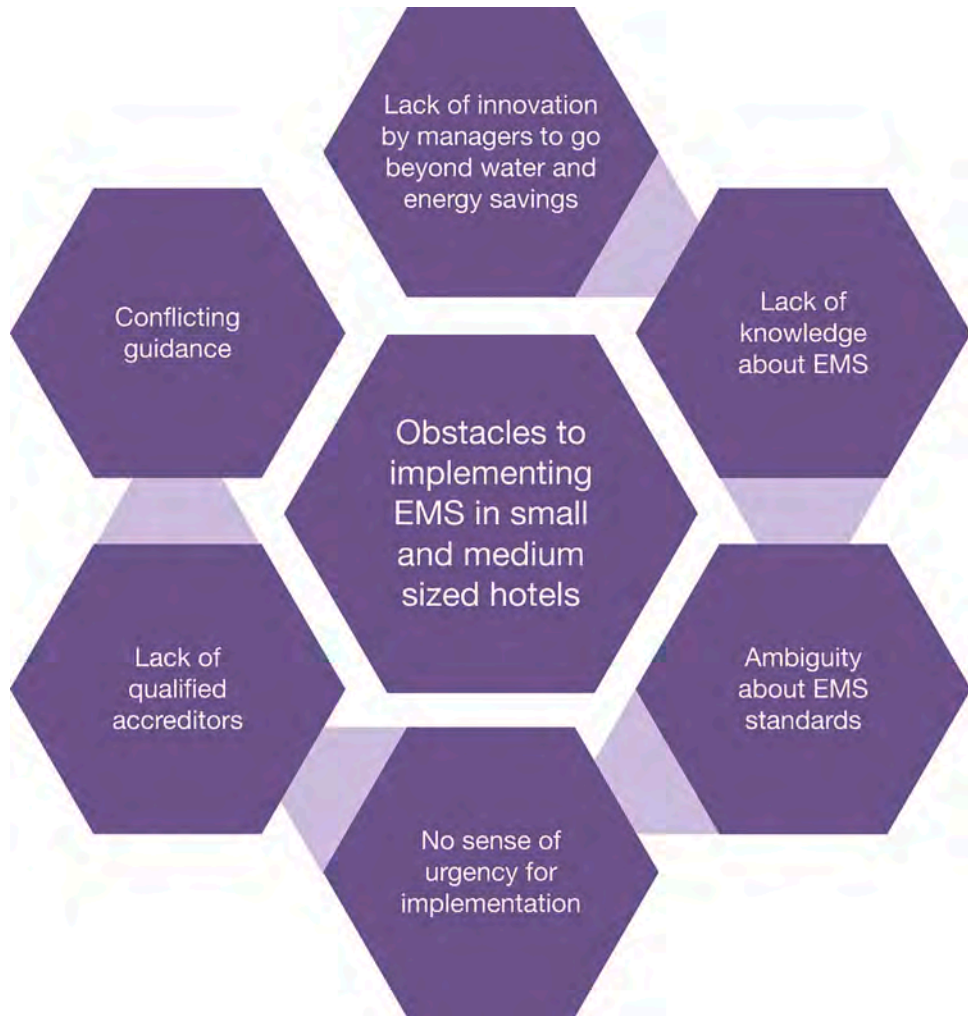 Lack of innovation
by managers to go
beyond water and
energy savings
Lack of
knowledge
about EMS
Ambiguity
about EMS
standards
No sense of
urgency for
implementation
Lack of
qualified
accreditors
Conflicting
guidance
Obstacles to
implementing
EMS in small
and medium
sized hotels